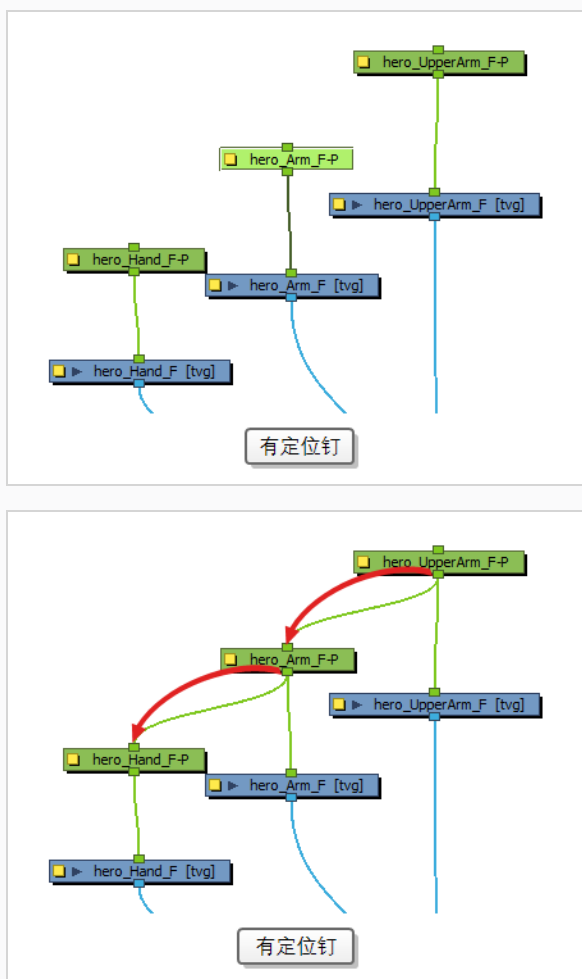 hero_UpperArm_F-P
hero_Arm_F-P
hero_UpperArm_F [tvg]
hero_Hand_F-P
hero_Arm_F [tvg]
hero_Hand_F [tvg]
有定位钉
hero_UpperArm_F-P
hero_Arm_F-P
hero_UpperArm_F [tvg]
hero_Hand_F-P
hero_Arm_F [tvg]
hero_Hand_F [tvg]
有定位钉